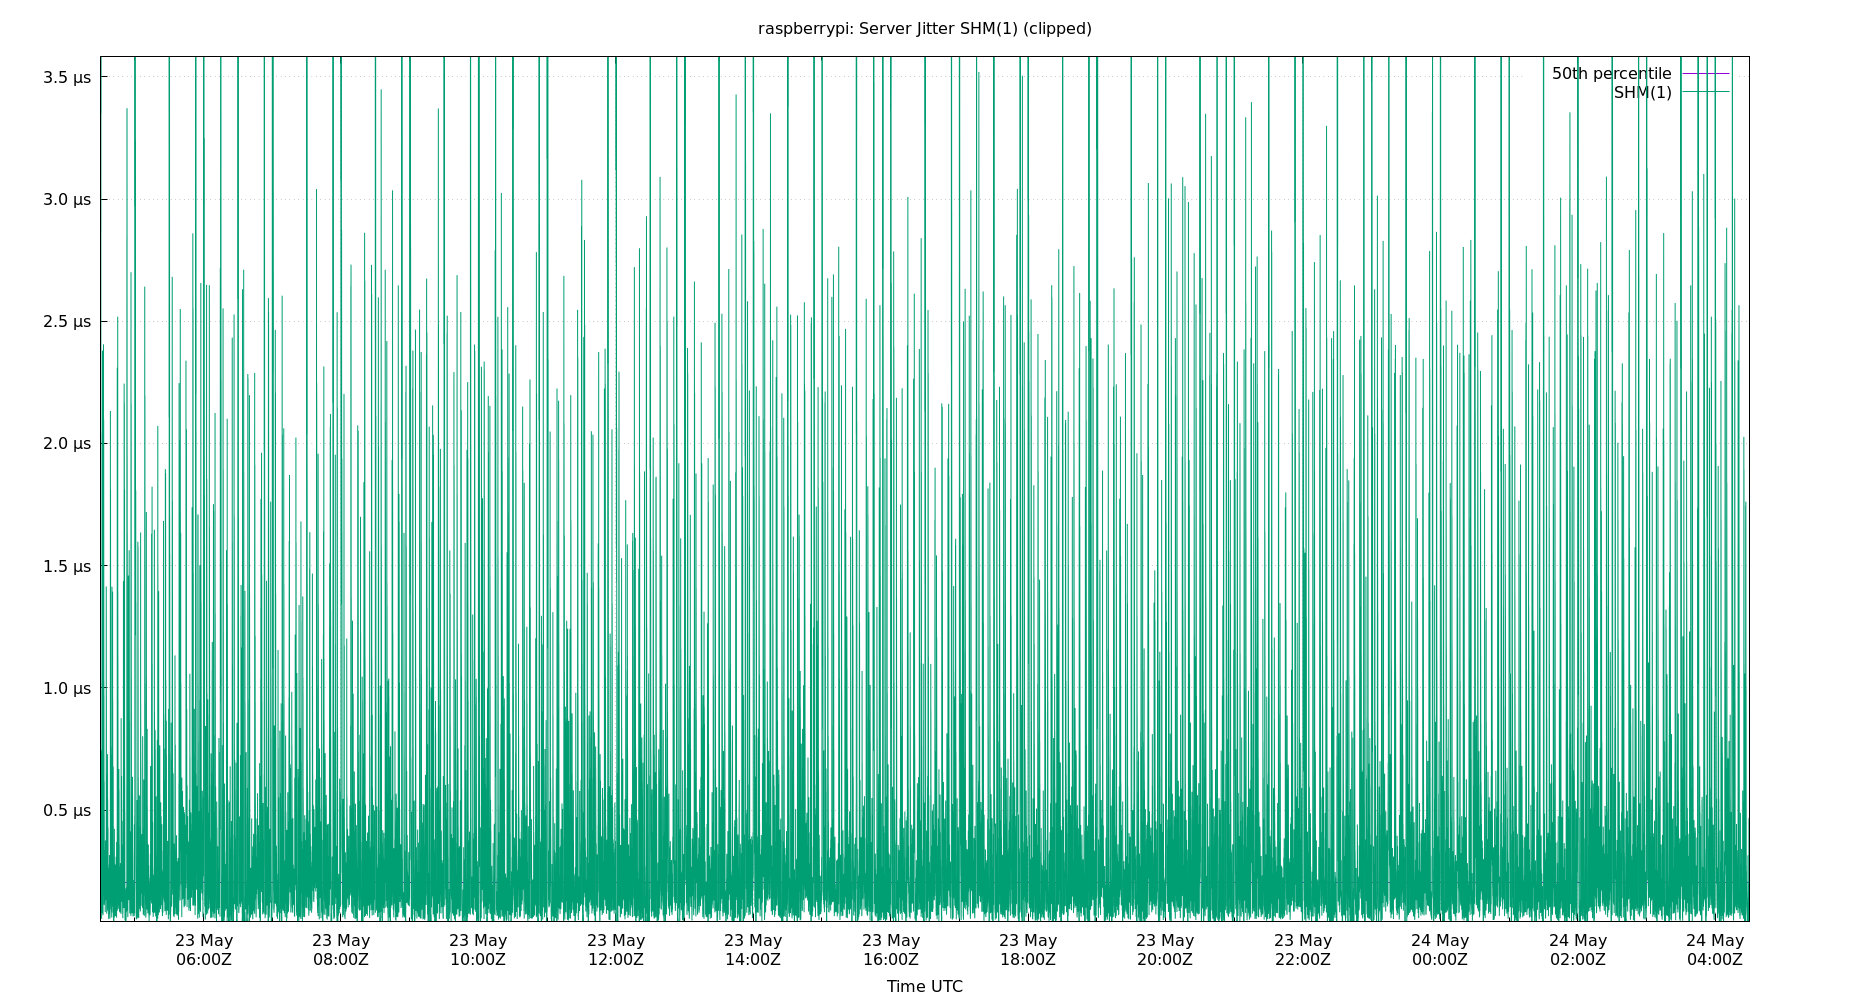 raspberrypi: Server Jitter SHM(1) (clipped)
50th percentile
SHM(1)
3.5 µs
3.0 µs
2.5 µs
2.0 µs
1.5 µs
1.0 µs
0.5 µs
23 May 23 May 23 May 23 May 23 May 23 May 23 May 23 May 23 May 24 May 24 May 24 May
06:00Z 08:00Z 10:00Z 12:00Z 14:00Z 16:00Z 18:00Z 20:00Z 22:00Z 00:00Z 02:00Z 04:00Z
Time UTC